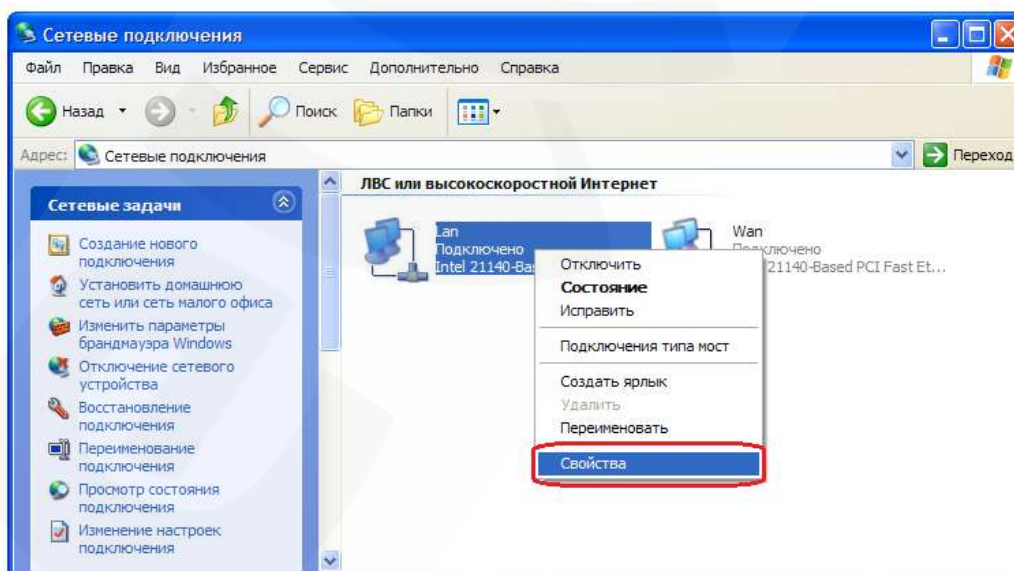 Сетевые подключения
Файл Правка Вид Избранное Сервис Дополнительно Справка
Назад Поиск Папки
Адрес: Сетевые подключения Переход
ЛВС или высокоскоростной Интернет
Сетевые задачи
Создание нового
подключения
Установить домашнюю
сеть или сеть малого офиса
Изменить параметры
брандмауэра Windows
Отключение сетевого
устройства
Восстановление
подключения
Переименование
подключения
Просмотр состояния
подключения
Изменение настроек
подключения
Lan
Подключено
Intel 21140-Bas
Wan
Подключено
21140-Based PCI Fast Et...
Отключить
Состояние
Исправить
Подключения типа мост
Создать ярлык
Удалить
Переименовать
Свойства